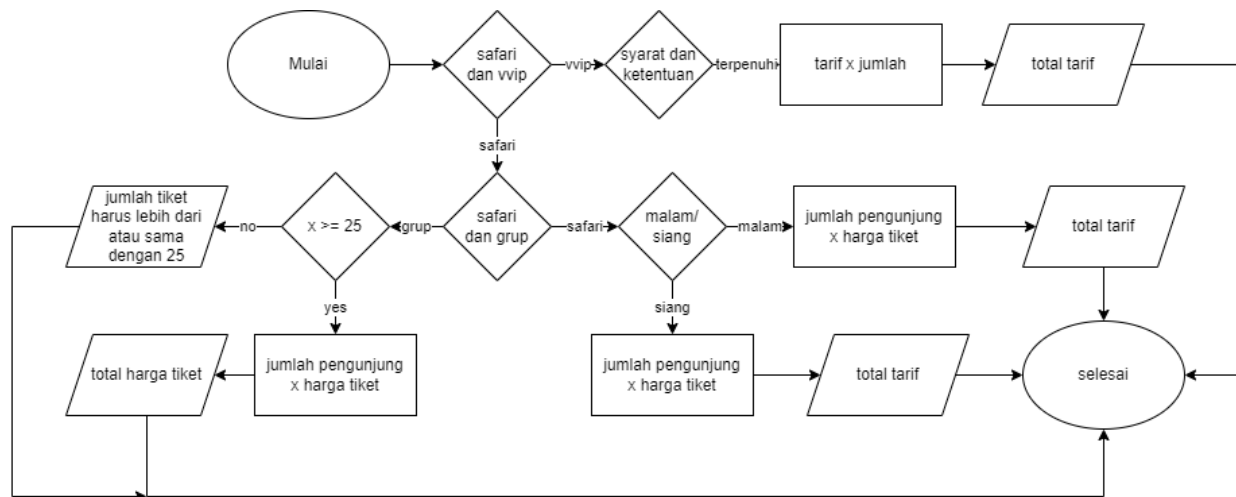 Mulai
safari
dan vvip
vvip
syarat dan
ketentuan
terpenuhi
tarif x jumlah
total tarif
safari
jumlah tiket
harus lebih dari
atau sama
dengan 25
no
x >= 25
grup
safari
dan grup
safari
malam/
siang
malam
jumlah pengunjung
x harga tiket
total tarif
yes
siang
total harga tiket
jumlah pengunjung
x harga tiket
jumlah pengunjung
x harga tiket
total tarif
selesai